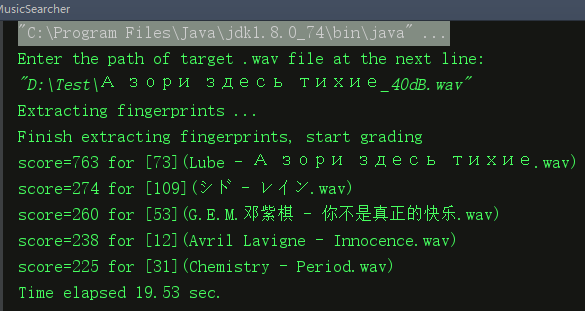 MusicSearcher
"C:\Program Files\Java\jdk1.8.0_74\bin\java" ...
Enter the path of target .wav file at the next line:
"D:\Test\А зори здесь тихие_40dB.wav"
Extracting fingerprints ...
Finish extracting fingerprints, start grading
score=763 for [73](Lube - А зори здесь тихие.wav)
score=274 for [109](シド - レイン.wav)
score=260 for [53](G.E.M.邓紫棋 - 你不是真正的快乐.wav)
score=238 for [12](Avril Lavigne - Innocence.wav)
score=225 for [31](Chemistry - Period.wav)
Time elapsed 19.53 sec.